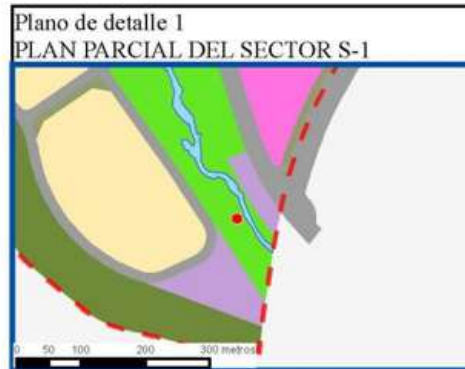 Plano de detalle 1
PLAN PARCIAL DEL SECTOR S-1
0 50 100 200 300 metros